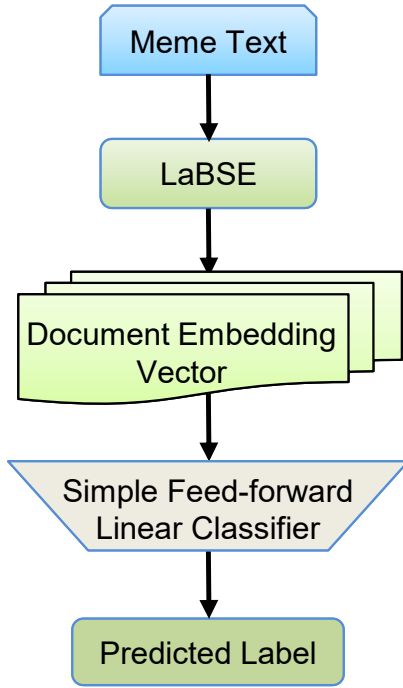 Meme Text
LaBSE
Document Embedding
Vector
Simple Feed-forward
Linear Classifier
Predicted Label